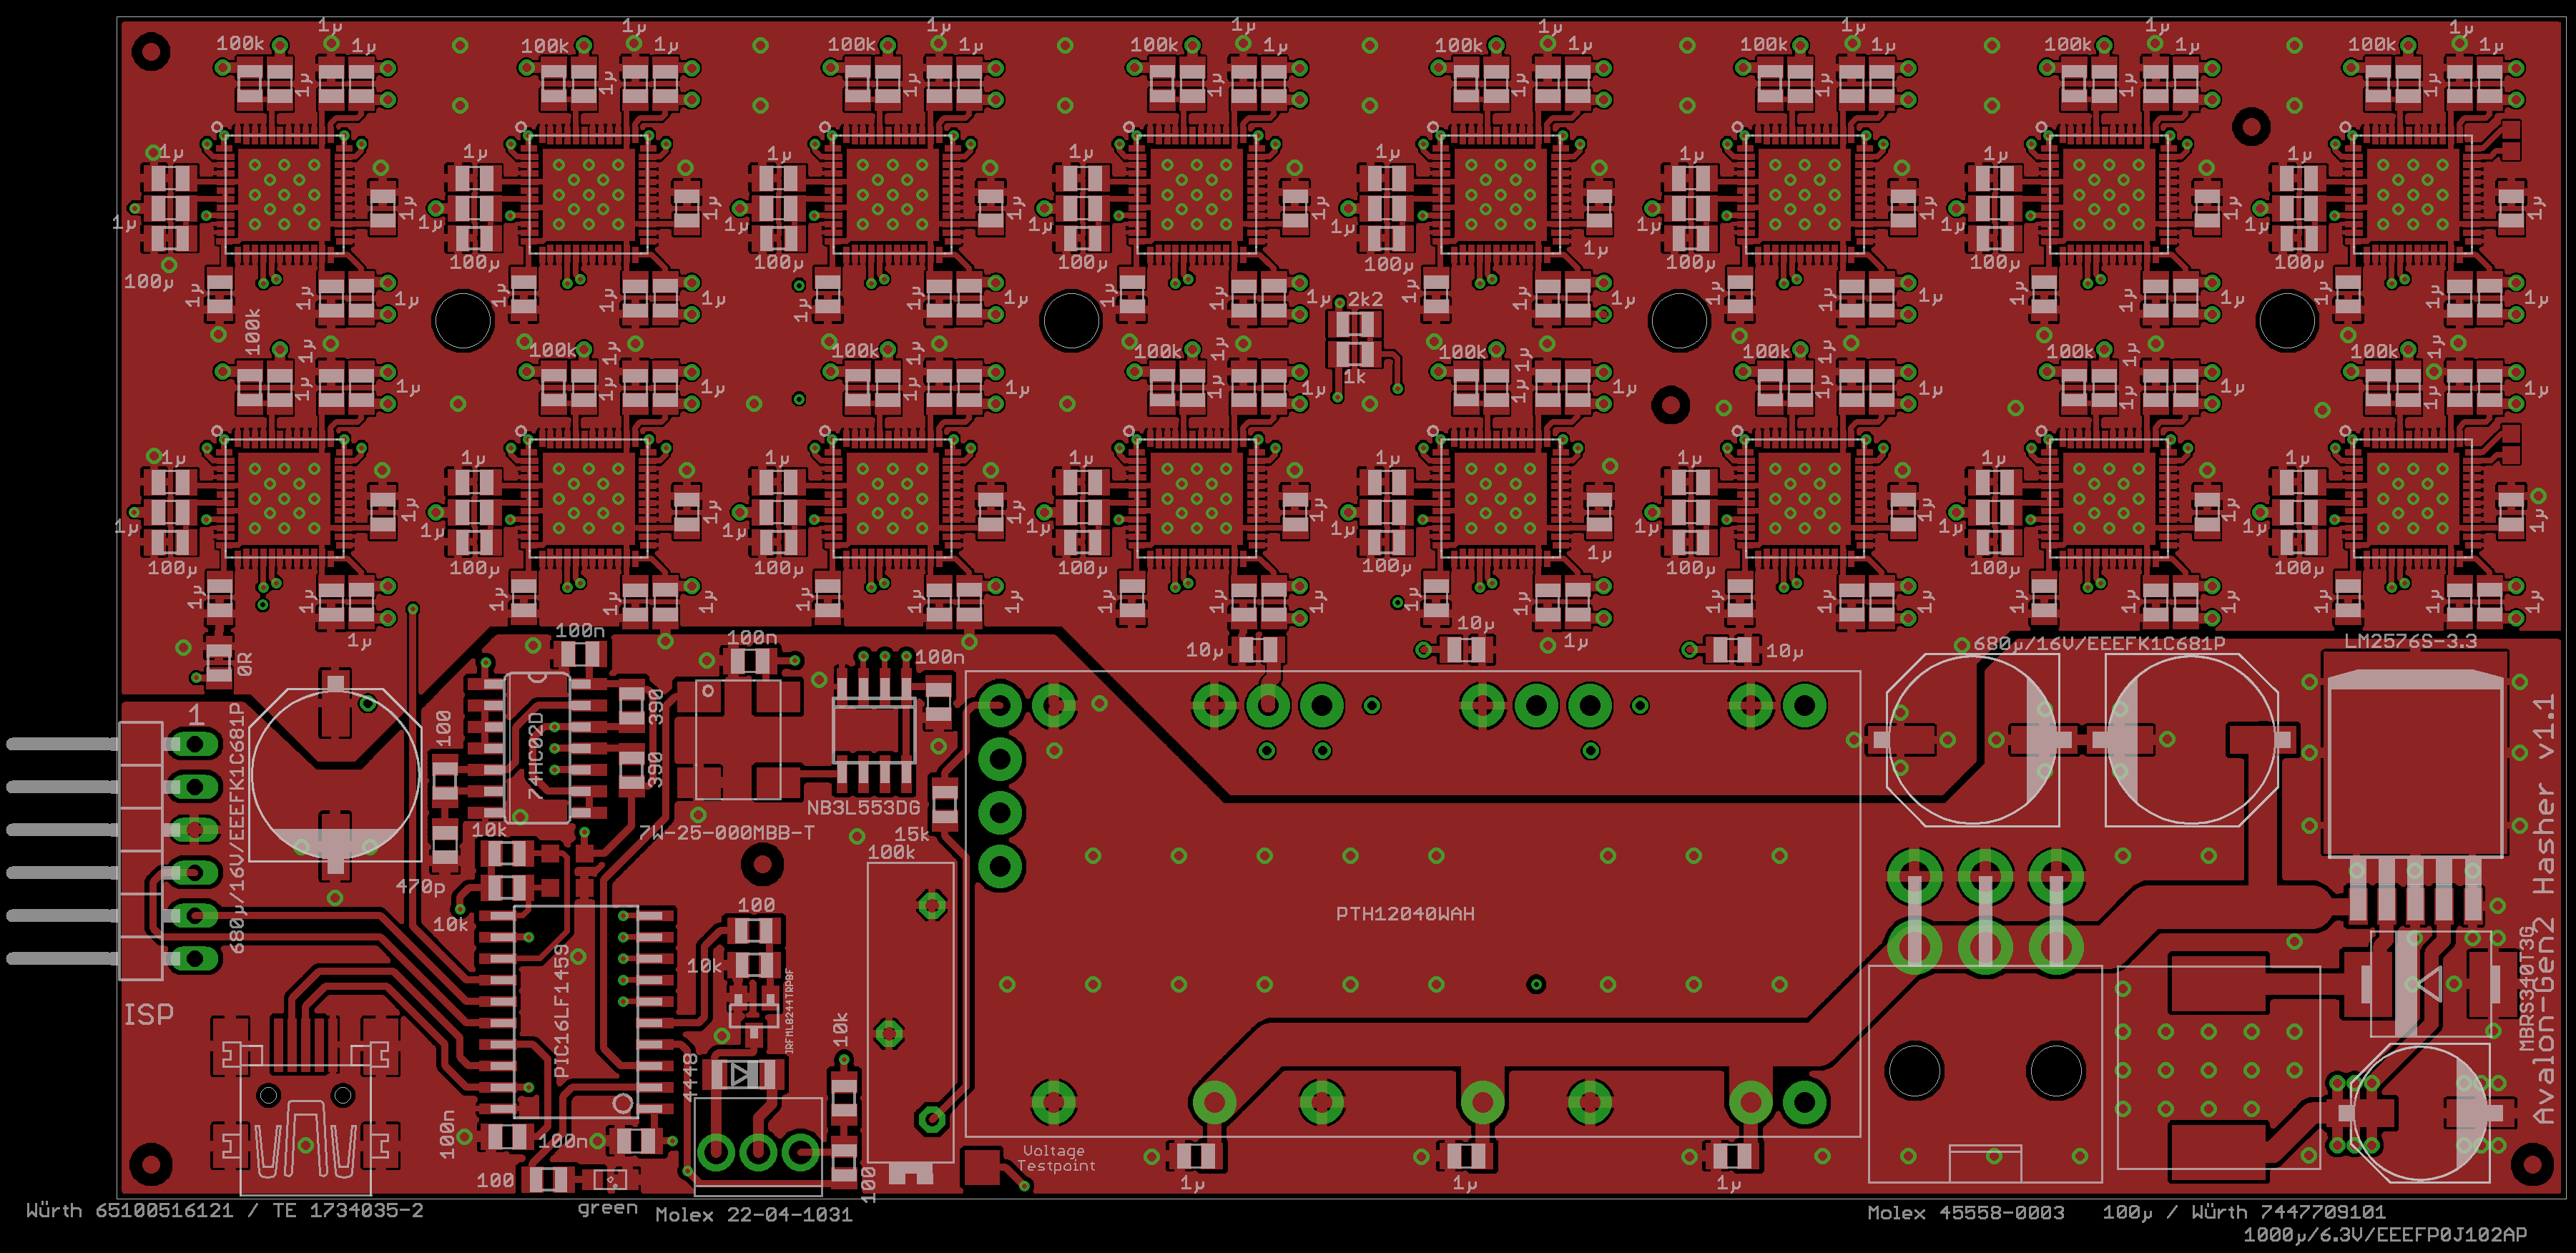 1µ 1µ 1µ 1µ 1µ 1µ 1µ 1µ
100k 1µ 100k 1µ 100k 1µ 100k 1µ 100k 1µ 100k 1µ 100k 1µ 100k 1µ
1µ 1µ 1µ 1µ 1µ 1µ 1µ 1µ
1µ 1µ 1µ 1µ 1µ 1µ 1µ 1µ
1µ 1µ 1µ 1µ 1µ 1µ 1µ 1µ
1µ 1µ 1µ 1µ 1µ 1µ 1µ 1µ
100µ 100µ 100µ 100µ 100µ 100µ 100µ 100µ
1µ 1µ 1µ 1µ 1µ 1µ 1µ 1µ
1µ 2k2
100k 100k 100k 100k 100k 100k 100k 100k
1k
1µ 1µ 1µ 1µ 1µ 1µ 1µ 1µ
1µ 1µ 1µ 1µ 1µ 1µ 1µ 1µ
1µ 1µ 1µ 1µ 1µ 1µ 1µ 1µ
100µ 100µ 100µ 100µ 100µ 100µ 100µ 100µ
1µ 1µ 1µ 1µ 1µ 1µ 1µ 1µ
1µ 100n 100n 10µ 10µ 1µ 10µ
680µ/16V/EEEFK1C681P LM2576S-3.3
0R 100n
1
680µ/16V/EEEFK1C681P
100
74HC02D
390
390
NB3L553DG
7W-25-000MBB-T
10k
15k
100k
470p
10k
100
10k
PIC16LF1459
IRFML8244TRPBF
PTH12040WAH
MBRS340T3G
Avalon-Gen2 Hasher v1.1
ISP
10k
4448
100n
100n
100
100
Voltage
Testpoint
1µ 1µ 1µ
Würth 65100516121 / TE 1734035-2
green
Molex 22-04-1031
Molex 45558-0003
100µ / Würth 7447709101
1000µ/6.3V/EEEFP0J102AP